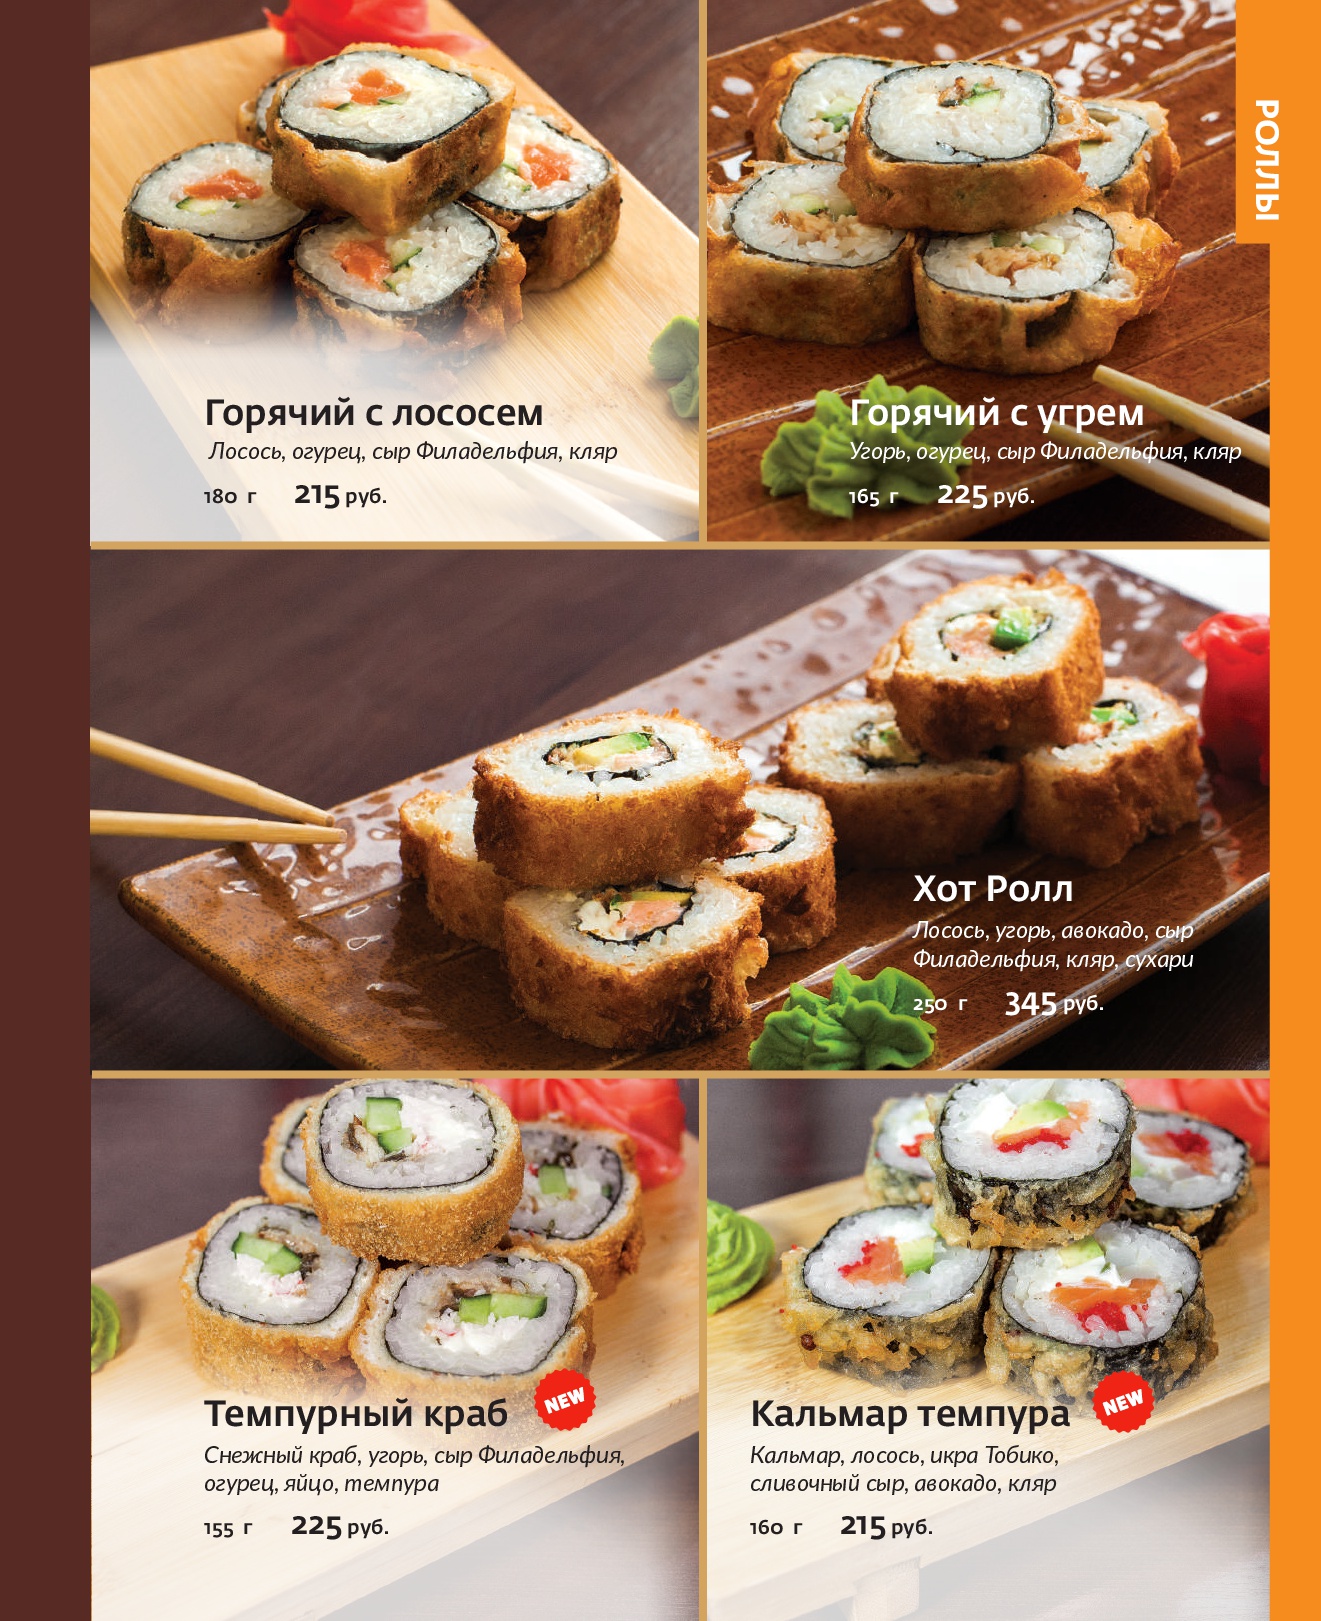 РОЛЛЫ
Горячий с лососем
Лосось, огурец, сыр Филадельфия, кляр
180 г 215 руб.
Горячий с угрем
Угорь, огурец, сыр Филадельфия, кляр
165 г 225 руб.
Хот Ролл
Лосось, угорь, авокадо, сыр
Филадельфия, кляр, сухари
250 г 345 руб.
Темпурный краб NEW
Снежный краб, угорь, сыр Филадельфия,
огурец, яйцо, темпура
155 г 225 руб.
Кальмар темпура NEW
Кальмар, лосось, икра Тобико,
сливочный сыр, авокадо, кляр
160 г 215 руб.